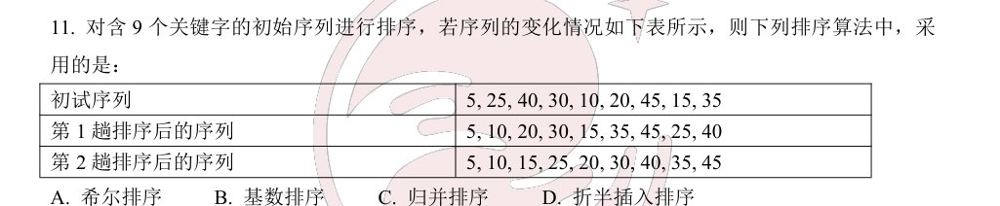 11. 对含 9 个关键字的初始序列进行排序，若序列的变化情况如下表所示，则下列排序算法中，采
用的是：
初试序列 5, 25, 40, 30, 10, 20, 45, 15, 35
第 1 趟排序后的序列 5, 10, 20, 30, 15, 35, 45, 25, 40
第 2 趟排序后的序列 5, 10, 15, 25, 20, 30, 40, 35, 45
A. 希尔排序 B. 基数排序 C. 归并排序 D. 折半插入排序